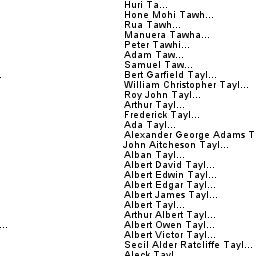 Huri Ta...
Hone Mohi Tawh...
Rua Tawh...
Manuera Tawha...
Peter Tawhi...
Adam Taw...
Samuel Taw...
Bert Garfield Tayl...
William Christopher Tayl...
Roy John Tayl...
Arthur Tayl...
Frederick Tayl...
Ada Tayl...
Alexander George Adams T
John Aitcheson Tayl...
Alban Tayl...
Albert David Tayl...
Albert Edwin Tayl...
Albert Edgar Tayl...
Albert James Tayl...
Albert Tayl...
Arthur Albert Tayl...
Albert Owen Tayl...
Albert Victor Tayl...
Secil Alder Ratcliffe Tayl...
Aleck Tayl